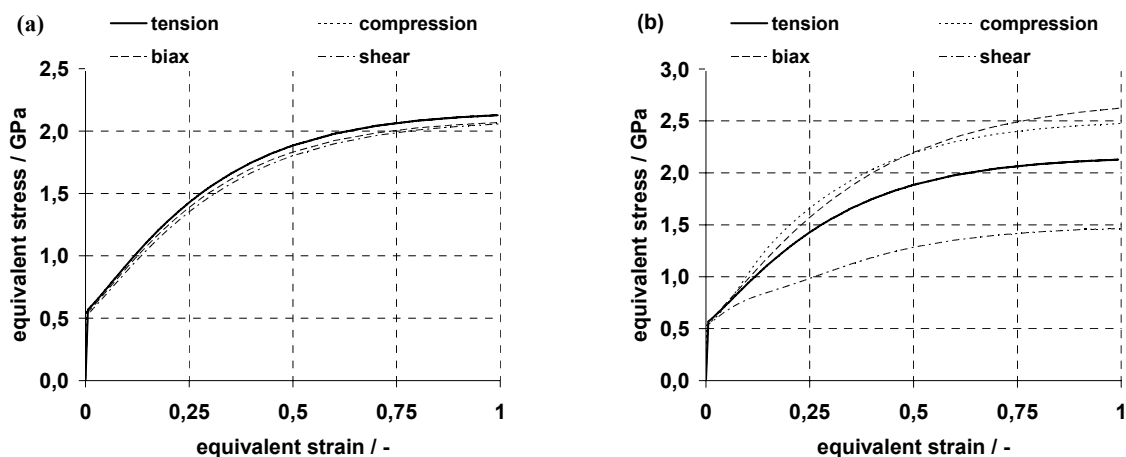 (a)
tension compression
biax shear
2,5
2,0
1,5
1,0
0,5
0,0
equivalent stress / GPa
0 0,25 0,5 0,75 1
equivalent strain / -
(b)
tension compression
biax shear
3,0
2,5
2,0
1,5
1,0
0,5
0,0
equivalent stress / GPa
0 0,25 0,5 0,75 1
equivalent strain / -